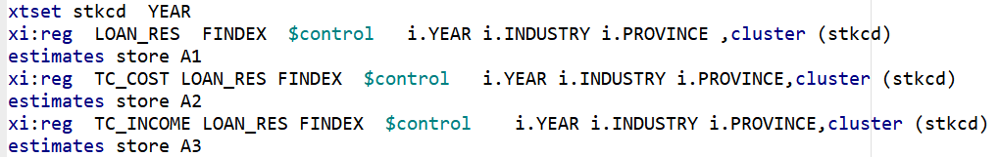 xtset stkcd  YEAR
xi:reg  LOAN_RES  FINDEX  $control   i.YEAR i.INDUSTRY i.PROVINCE ,cluster (stkcd)
estimates store A1
xi:reg  TC_COST LOAN_RES FINDEX  $control   i.YEAR i.INDUSTRY i.PROVINCE,cluster (stkcd)
estimates store A2
xi:reg  TC_INCOME LOAN_RES FINDEX  $control    i.YEAR i.INDUSTRY i.PROVINCE,cluster (stkcd)
estimates store A3